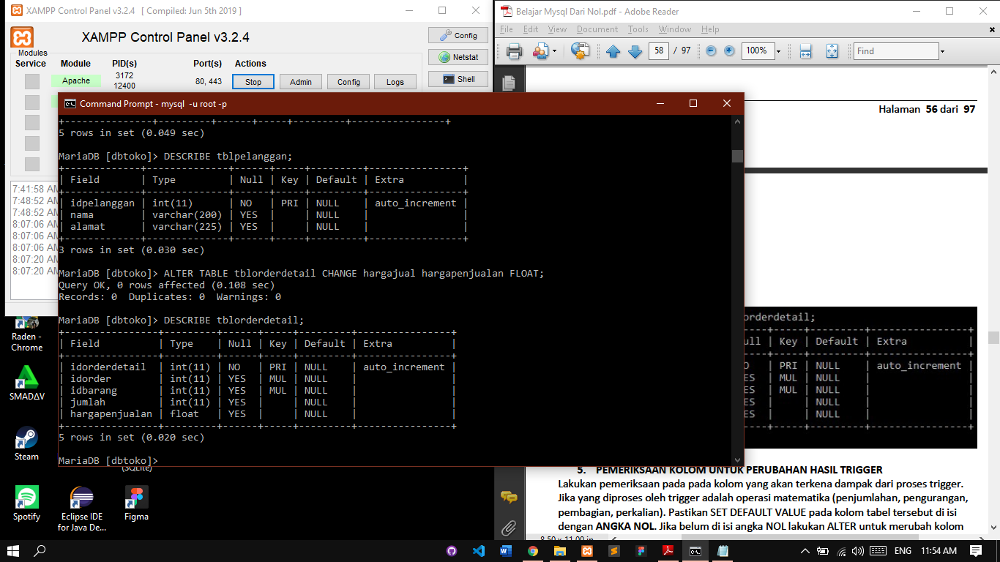 XAMPP Control Panel v3.2.4 [ Compiled: Jun 5th 2019 ]
XAMPP Control Panel v3.2.4
Config
Netstat
Shell
Modules
Service Module PID(s) Port(s) Actions
Apache 3172 12400 80, 443 Stop Admin Config Logs
7:41:58 AM
7:48:52 AM
7:48:52 AM
8:07:06 AM
8:07:06 AM
8:07:06 AM
8:07:20 AM
8:07:20 AM
Command Prompt - mysql -u root -p
+---------------+---------+------+-----+---------+----------------+
5 rows in set (0.049 sec)
MariaDB [dbtoko]> DESCRIBE tblpelanggan;
+-------------+--------------+------+-----+---------+----------------+
| Field       | Type         | Null | Key | Default | Extra          |
+-------------+--------------+------+-----+---------+----------------+
| idpelanggan | int(11)      | NO   | PRI | NULL    | auto_increment |
| nama        | varchar(200) | YES  |     | NULL    |                |
| alamat      | varchar(225) | YES  |     | NULL    |                |
+-------------+--------------+------+-----+---------+----------------+
3 rows in set (0.030 sec)
MariaDB [dbtoko]> ALTER TABLE tblorderdetail CHANGE hargajual hargapenjualan FLOAT;
Query OK, 0 rows affected (0.108 sec)
Records: 0  Duplicates: 0  Warnings: 0
MariaDB [dbtoko]> DESCRIBE tblorderdetail;
+----------------+---------+------+-----+---------+----------------+
| Field          | Type    | Null | Key | Default | Extra          |
+----------------+---------+------+-----+---------+----------------+
| idorderdetail  | int(11) | NO   | PRI | NULL    | auto_increment |
| idorder        | int(11) | YES  | MUL | NULL    |                |
| idbarang       | int(11) | YES  | MUL | NULL    |                |
| jumlah         | int(11) | YES  |     | NULL    |                |
| hargapenjualan | float   | YES  |     | NULL    |                |
+----------------+---------+------+-----+---------+----------------+
5 rows in set (0.020 sec)
MariaDB [dbtoko]>
Belajar Mysql Dari Nol.pdf - Adobe Reader
File Edit View Document Tools Window Help
58 / 97 100% Find
Halaman 56 dari 97
orderdetail;
ull | Key | Default | Extra |
O | PRI | NULL | auto_increment |
ES | MUL | NULL | |
ES | MUL | NULL | |
ES | | NULL | |
ES | | NULL | |
5. PEMERIKSAAN KOLOM UNTUK PERUBAHAN HASIL TRIGGER
Lakukan pemeriksaan pada pada kolom yang akan terkena dampak dari proses trigger.
Jika yang diproses oleh trigger adalah operasi matematika (penjumlahan, pengurangan,
pembagian, perkalian). Pastikan SET DEFAULT VALUE pada kolom tabel tersebut di isi
dengan ANGKA NOL. Jika belum di isi angka NOL lakukan ALTER untuk merubah kolom
8.50 x 11.00 in
Raden -
Chrome
SMADΔV
Steam
(SQLite)
Spotify
Eclipse IDE
for Java De...
Figma
ENG 11:54 AM